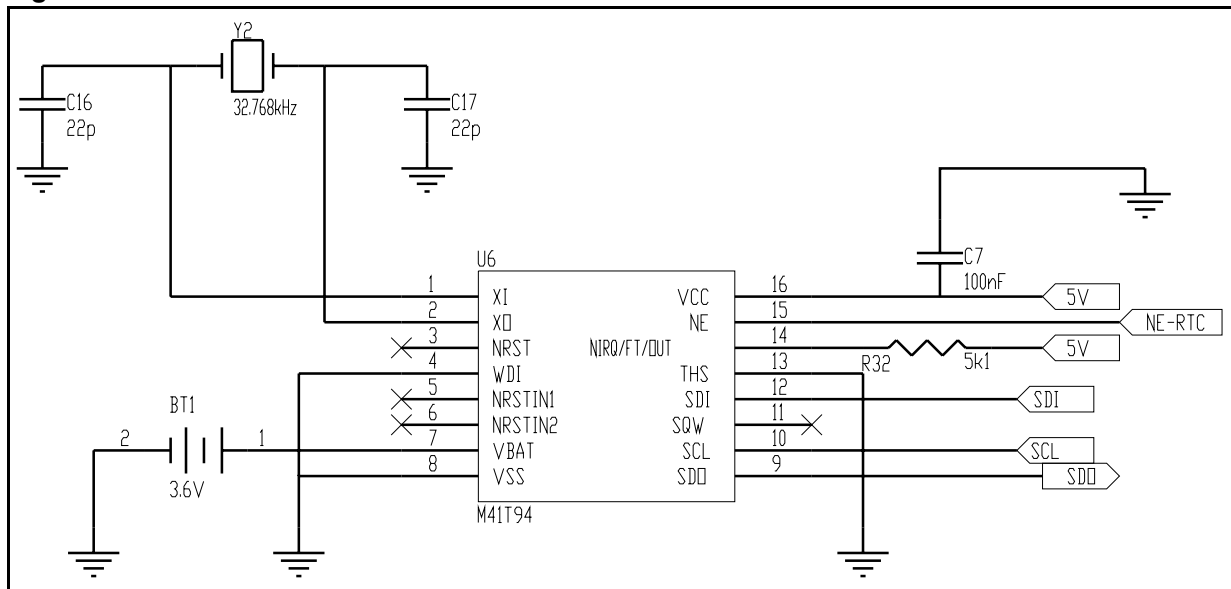 Y2
32.768kHz
C16
22p
C17
22p
C7
100nF
U6
1 XI
2 XO
3 NRST
4 WDI
5 NRSTIN1
6 NRSTIN2
7 VBAT
8 VSS
VCC 16 5V
NE 15 NE-RTC
NIRQ/FT/OUT 14 R32 5k1 5V
THS 13
SDI 12 SDI
SQW 11
SCL 10 SCL
SDO 9 SDO
M41T94
BT1
2 1
3.6V